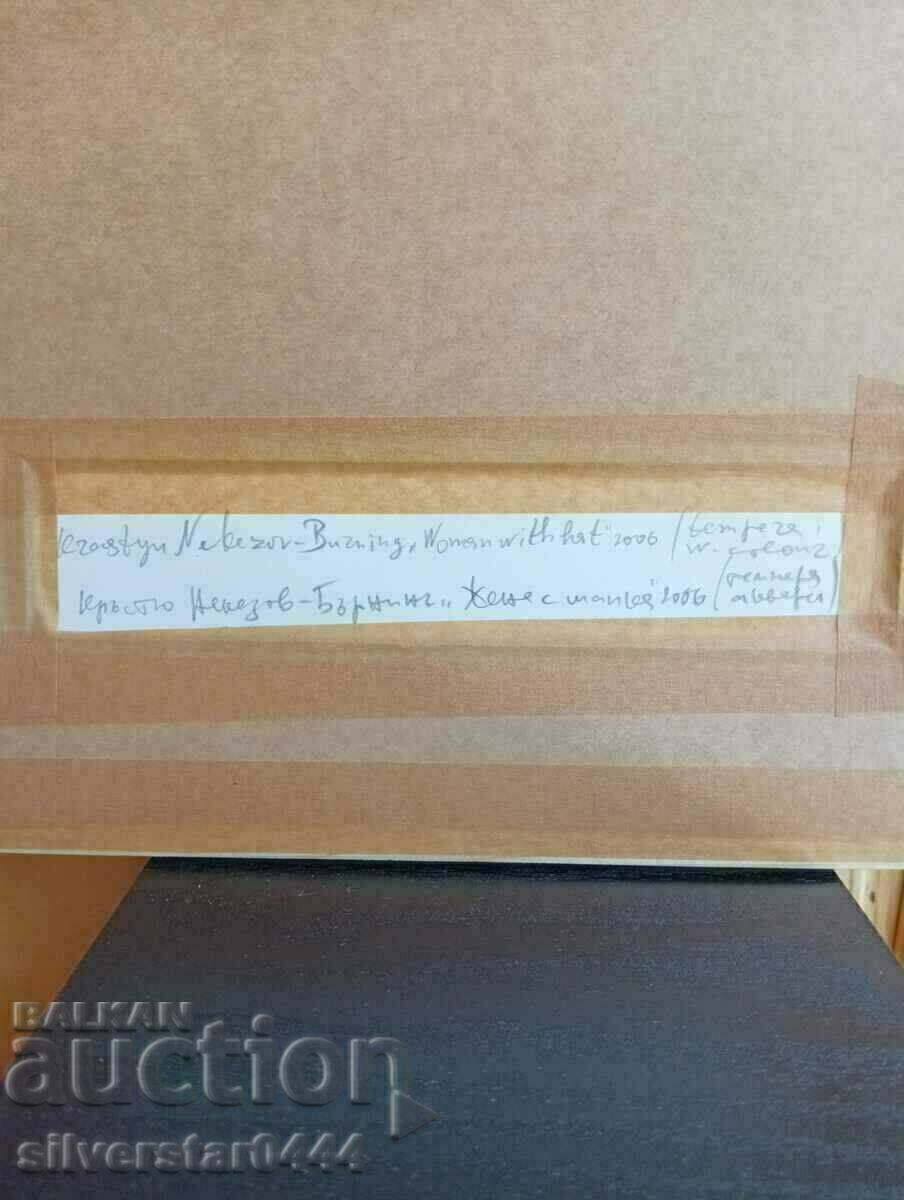 Krastyu Nekezov-Burning „Woman with hat" 2006 (tempera,
w. colour
Кръстю Некезов-Бърнинг „Жена с шапка" 2006 (темпера
акварел)
BALKAN
auction
silverstar0444